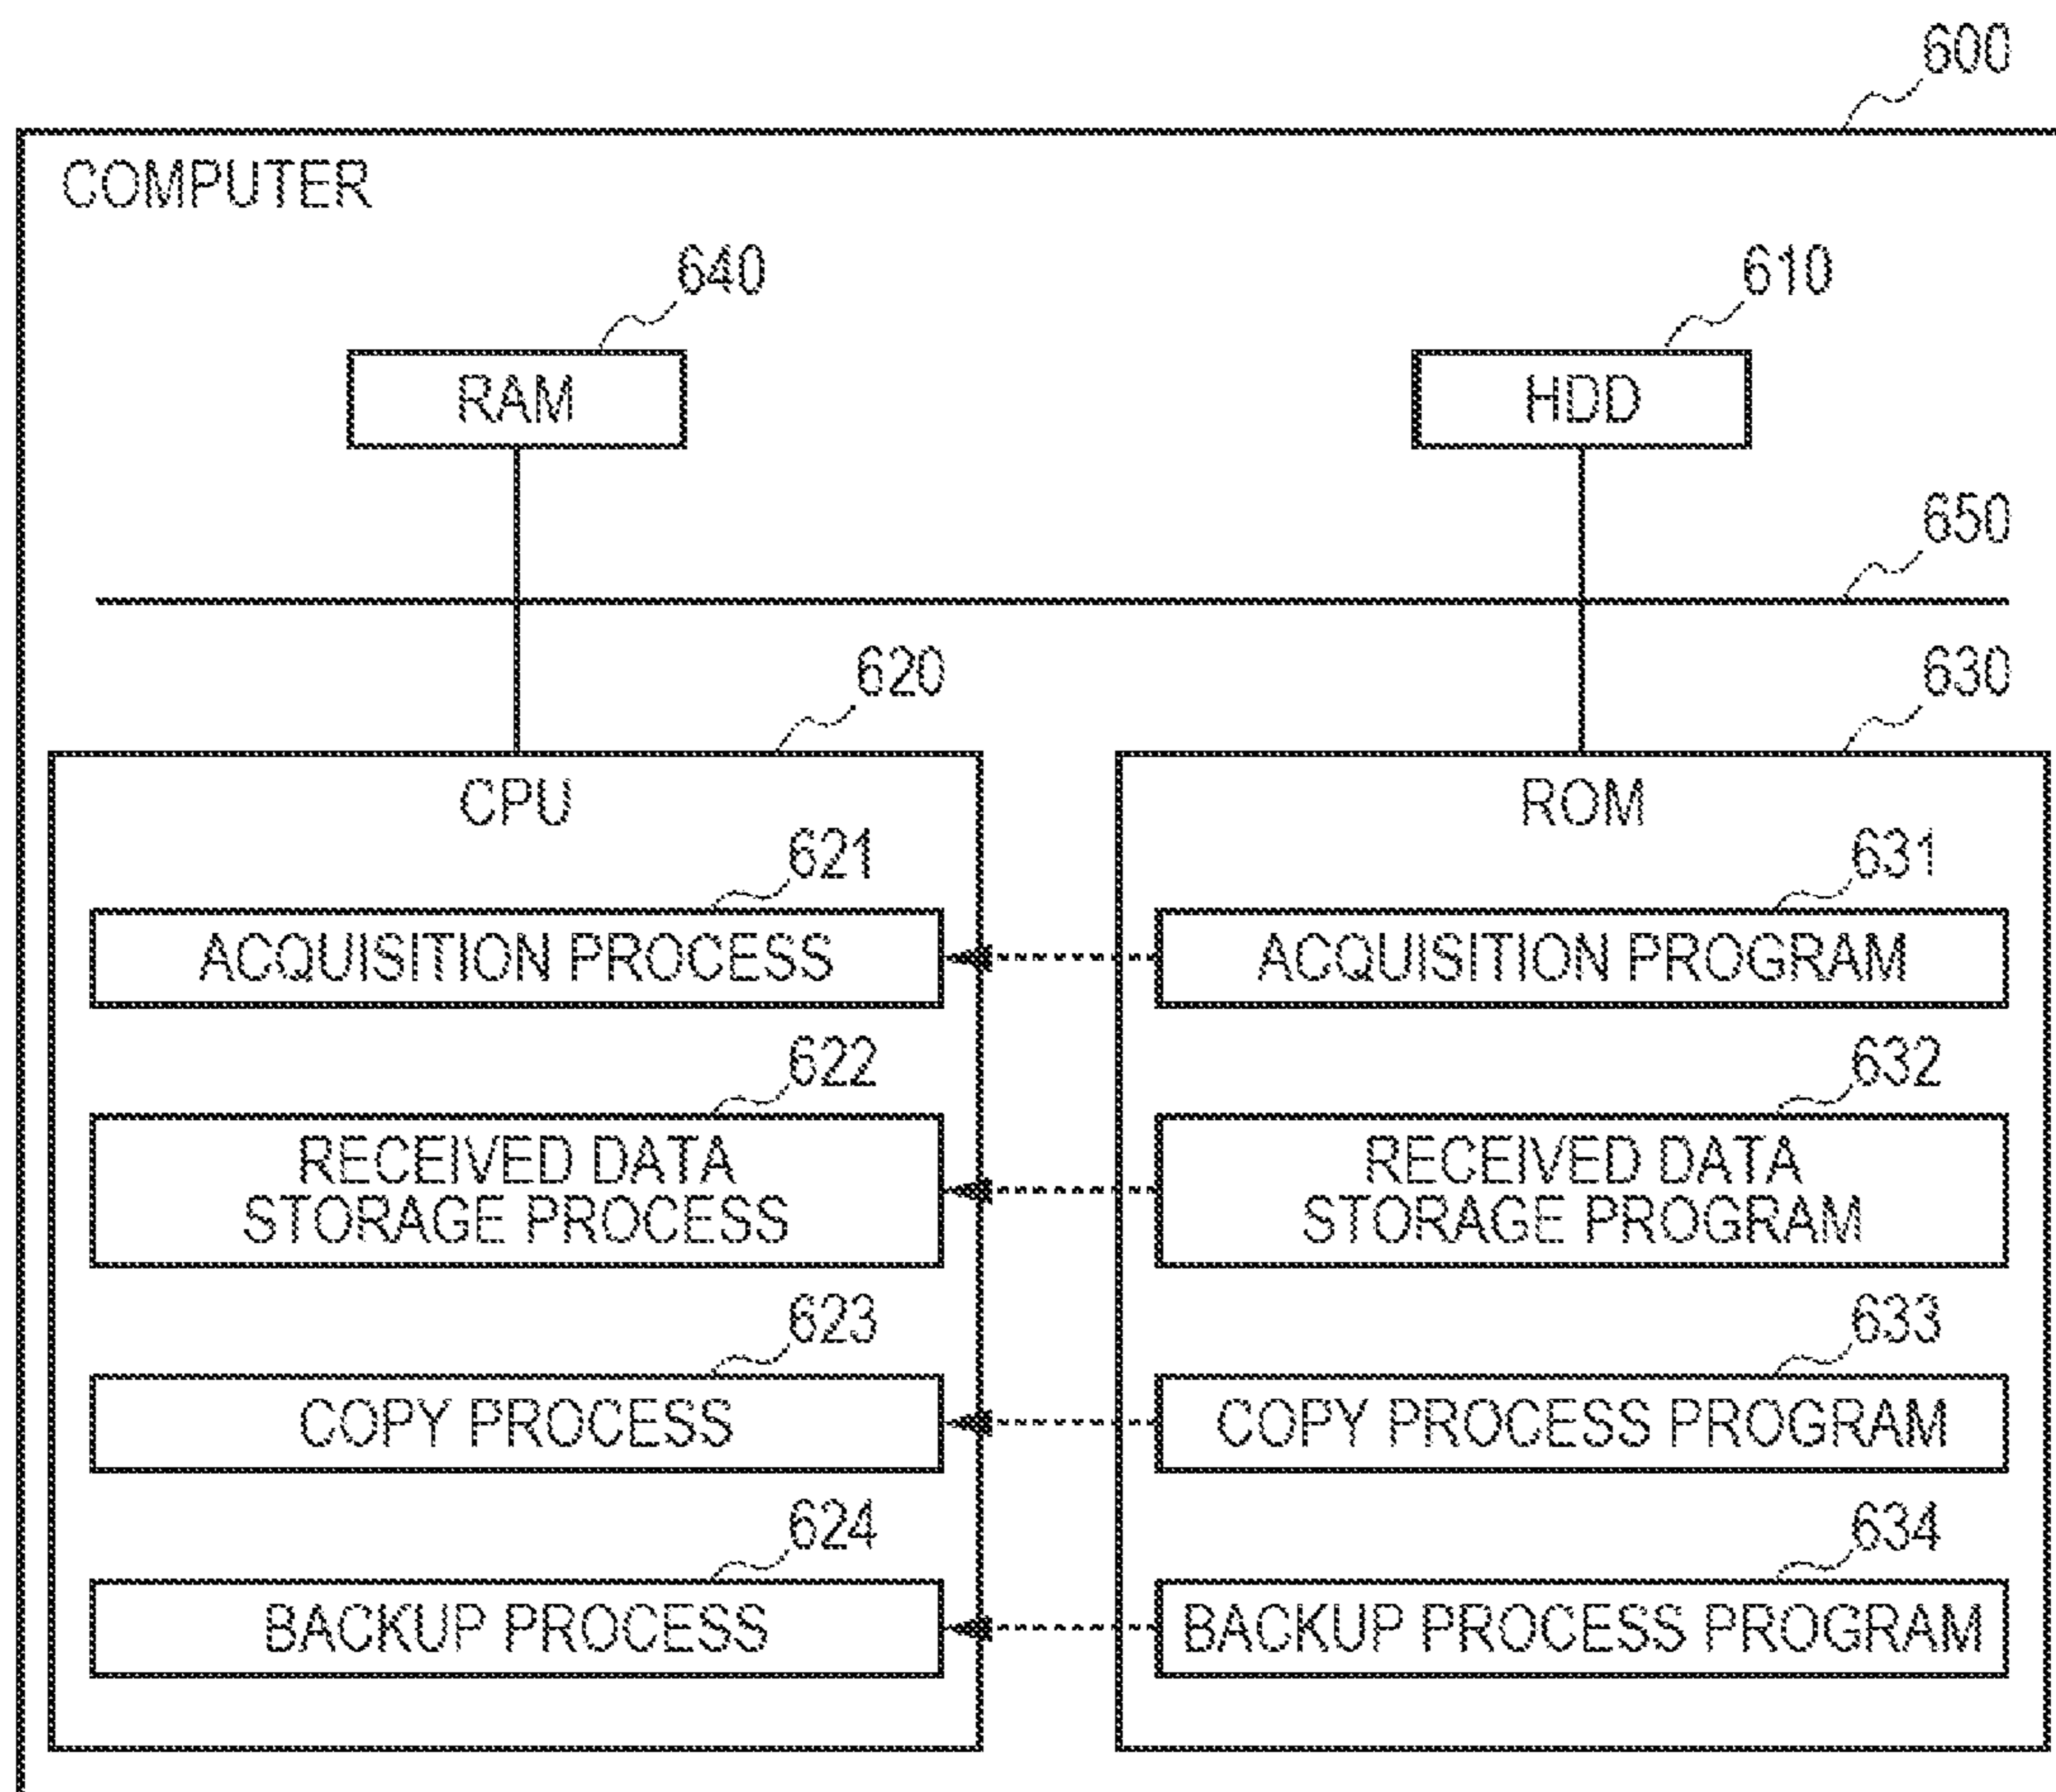 600
COMPUTER
640
610
RAM
HDD
650
620
630
CPU
ROM
621
631
ACQUISITION PROCESS
ACQUISITION PROGRAM
622
632
RECEIVED DATA
STORAGE PROCESS
RECEIVED DATA
STORAGE PROGRAM
623
633
COPY PROCESS
COPY PROCESS PROGRAM
624
634
BACKUP PROCESS
BACKUP PROCESS PROGRAM